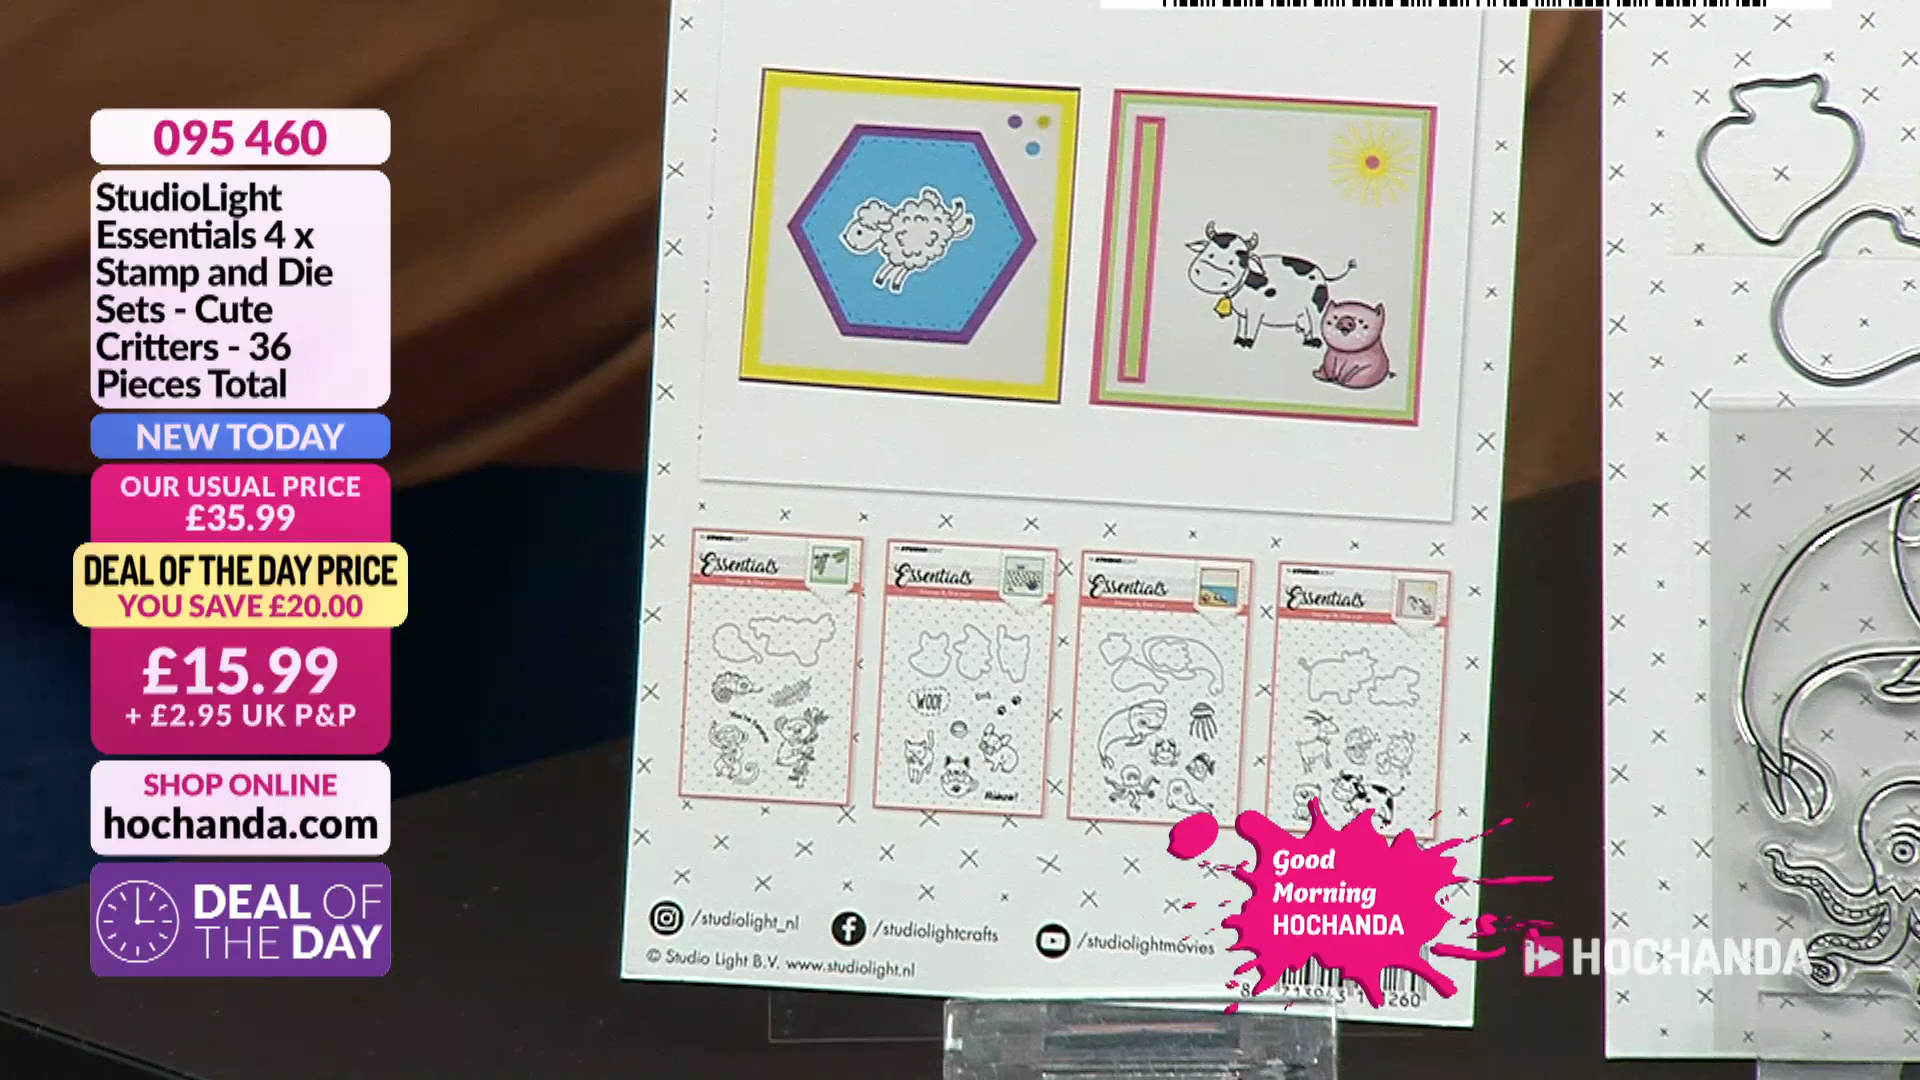 095 460
StudioLight
Essentials 4 x
Stamp and Die
Sets - Cute
Critters - 36
Pieces Total
NEW TODAY
OUR USUAL PRICE
£35.99
DEAL OF THE DAY PRICE
YOU SAVE £20.00
£15.99
+ £2.95 UK P&P
SHOP ONLINE
hochanda.com
DEAL OF
THE DAY
Essentials
Essentials
Essentials
Essentials
WOOF
/studiolight_nl
/studiolightcrafts
/studiolightmovies
© Studio Light B.V. www.studiolight.nl
Good
Morning
HOCHANDA
HOCHANDA